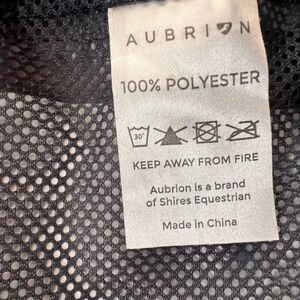 AUBRION
100% POLYESTER
30°
KEEP AWAY FROM FIRE
Aubrion is a brand
of Shires Equestrian
Made in China